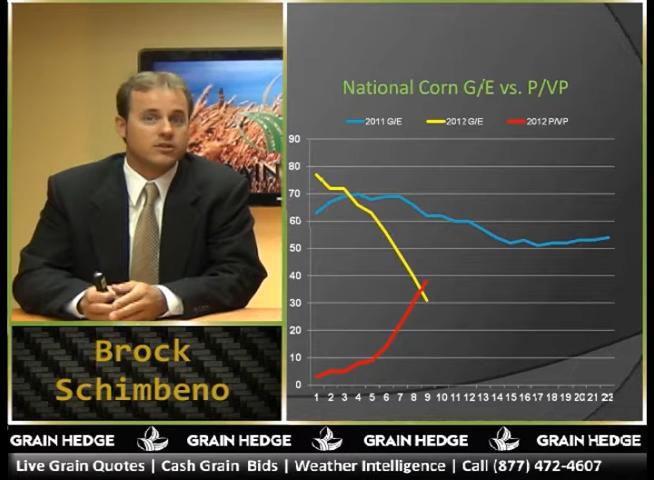 Brock
Schimbeno
National Corn G/E vs. P/VP
2011 G/E 2012 G/E 2012 P/VP
90
80
70
60
50
40
30
20
10
0
1 2 3 4 5 6 7 8 9 10 11 12 13 14 15 16 17 18 19 20 21 22
GRAIN HEDGE GRAIN HEDGE GRAIN HEDGE GRAIN HEDGE
Live Grain Quotes | Cash Grain Bids | Weather Intelligence | Call (877) 472-4607